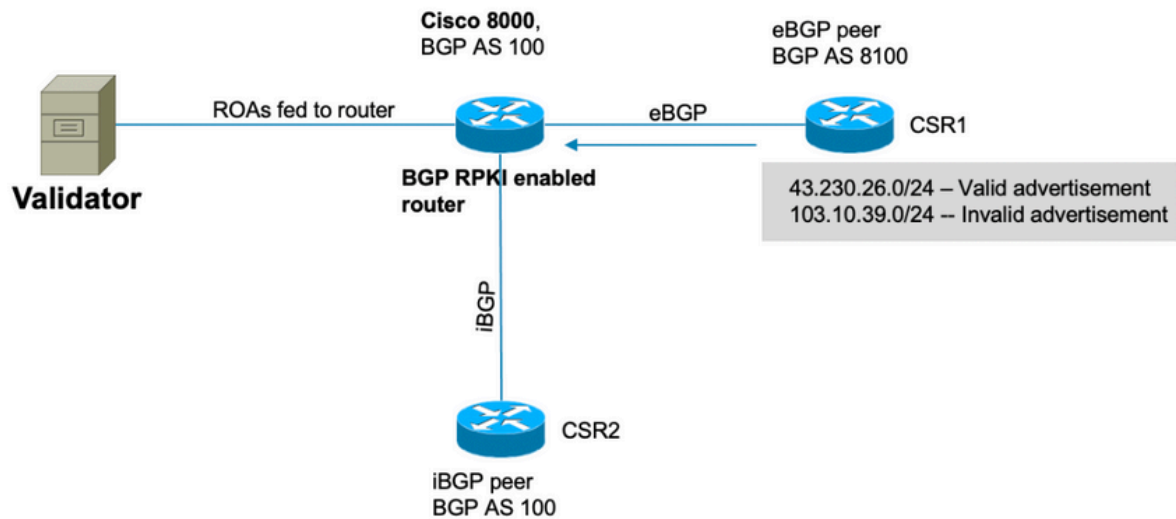 Cisco 8000,
BGP AS 100
eBGP peer
BGP AS 8100
ROAs fed to router
eBGP
CSR1
Validator
BGP RPKI enabled
router
43.230.26.0/24 – Valid advertisement
103.10.39.0/24 -- Invalid advertisement
iBGP
CSR2
iBGP peer
BGP AS 100